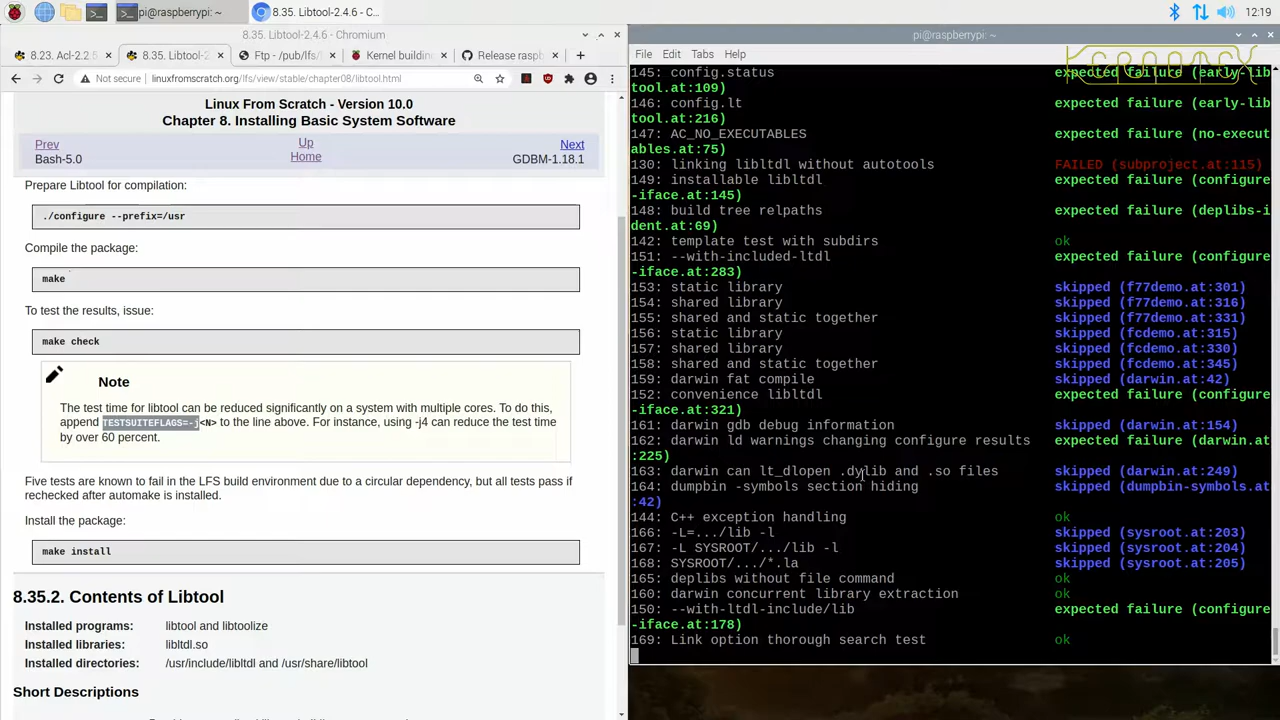 pi@raspberrypi: ~
8.35. Libtool-2.4.6 - C...
12:19
8.35. Libtool-2.4.6 - Chromium
8.23. Acl-2.2.5
8.35. Libtool-2
Ftp - /pub/lfs/
Kernel building
Release raspb
Not secure | linuxfromscratch.org/lfs/view/stable/chapter08/libtool.html
Linux From Scratch - Version 10.0
Chapter 8. Installing Basic System Software
Prev
Up
Next
Bash-5.0
Home
GDBM-1.18.1
Prepare Libtool for compilation:
./configure --prefix=/usr
Compile the package:
make
To test the results, issue:
make check
Note
The test time for libtool can be reduced significantly on a system with multiple cores. To do this,
append TESTSUITEFLAGS=-j<N> to the line above. For instance, using -j4 can reduce the test time
by over 60 percent.
Five tests are known to fail in the LFS build environment due to a circular dependency, but all tests pass if
rechecked after automake is installed.
Install the package:
make install
8.35.2. Contents of Libtool
Installed programs: libtool and libtoolize
Installed libraries: libltdl.so
Installed directories: /usr/include/libltdl and /usr/share/libtool
Short Descriptions
pi@raspberrypi: ~
File Edit Tabs Help
145: config.status expected failure (early-lib
tool.at:109)
146: config.lt expected failure (early-lib
tool.at:216)
147: AC_NO_EXECUTABLES expected failure (no-execut
ables.at:75)
130: linking libltdl without autotools FAILED (subproject.at:115)
149: installable libltdl expected failure (configure
-iface.at:145)
148: build tree relpaths expected failure (deplibs-i
dent.at:69)
142: template test with subdirs ok
151: --with-included-ltdl expected failure (configure
-iface.at:283)
153: static library skipped (f77demo.at:301)
154: shared library skipped (f77demo.at:316)
155: shared and static together skipped (f77demo.at:331)
156: static library skipped (fcdemo.at:315)
157: shared library skipped (fcdemo.at:330)
158: shared and static together skipped (fcdemo.at:345)
159: darwin fat compile skipped (darwin.at:42)
152: convenience libltdl expected failure (configure
-iface.at:321)
161: darwin gdb debug information skipped (darwin.at:154)
162: darwin ld warnings changing configure results expected failure (darwin.at
:225)
163: darwin can lt_dlopen .dylib and .so files skipped (darwin.at:249)
164: dumpbin -symbols section hiding skipped (dumpbin-symbols.at
:42)
144: C++ exception handling ok
166: -L=.../lib -l skipped (sysroot.at:203)
167: -L SYSROOT/.../lib -l skipped (sysroot.at:204)
168: SYSROOT/.../*.la skipped (sysroot.at:205)
165: deplibs without file command ok
160: darwin concurrent library extraction ok
150: --with-ltdl-include/lib expected failure (configure
-iface.at:178)
169: Link option thorough search test ok